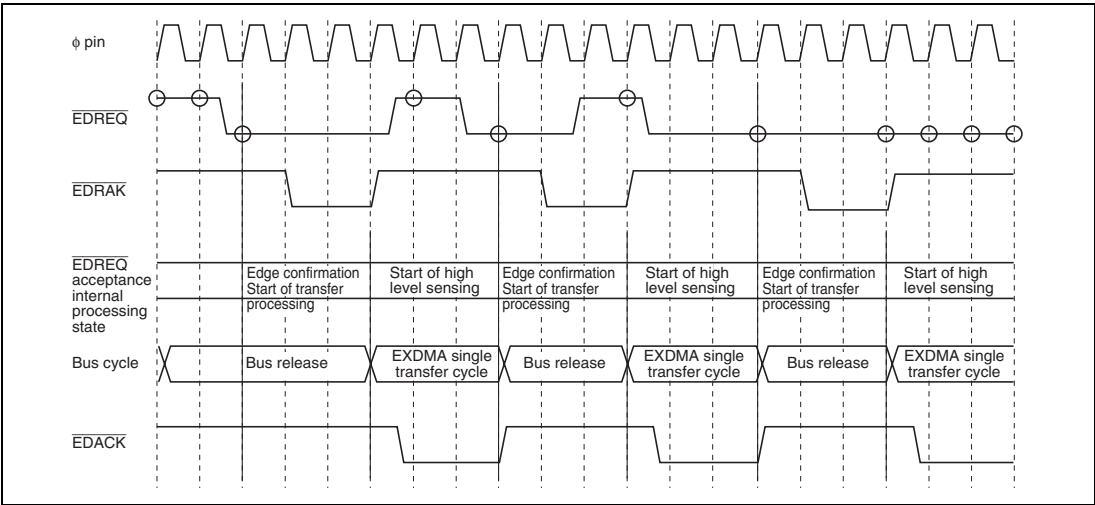 ϕ pin
EDREQ
EDRAK
EDREQ
acceptance
internal
processing
state
Edge confirmation
Start of transfer
processing
Start of high
level sensing
Edge confirmation
Start of transfer
processing
Start of high
level sensing
Edge confirmation
Start of transfer
processing
Start of high
level sensing
Bus cycle
Bus release
EXDMA single
transfer cycle
Bus release
EXDMA single
transfer cycle
Bus release
EXDMA single
transfer cycle
EDACK